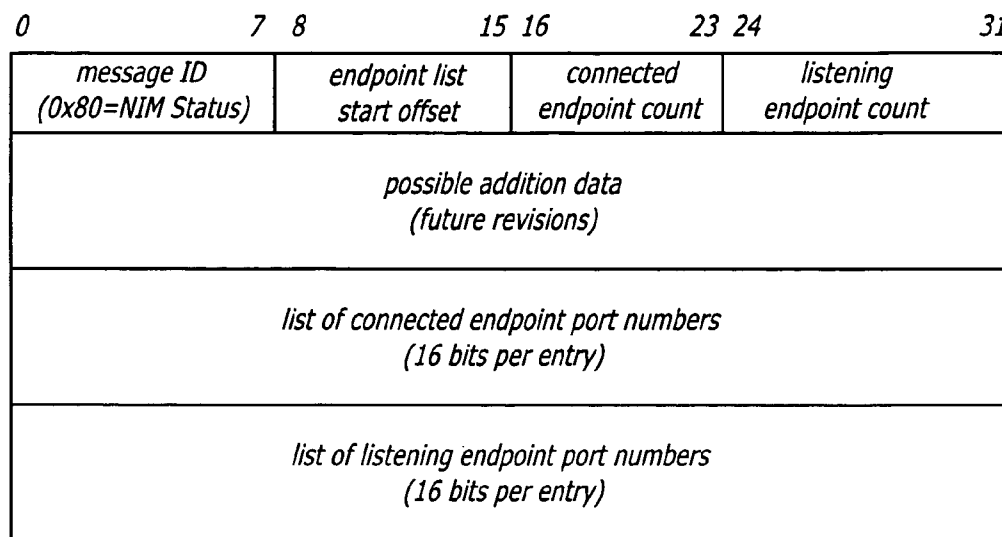 0 7 8 15 16 23 24 31
message ID endpoint list connected listening
(0x80=NIM Status) start offset endpoint count endpoint count
possible addition data
(future revisions)
list of connected endpoint port numbers
(16 bits per entry)
list of listening endpoint port numbers
(16 bits per entry)